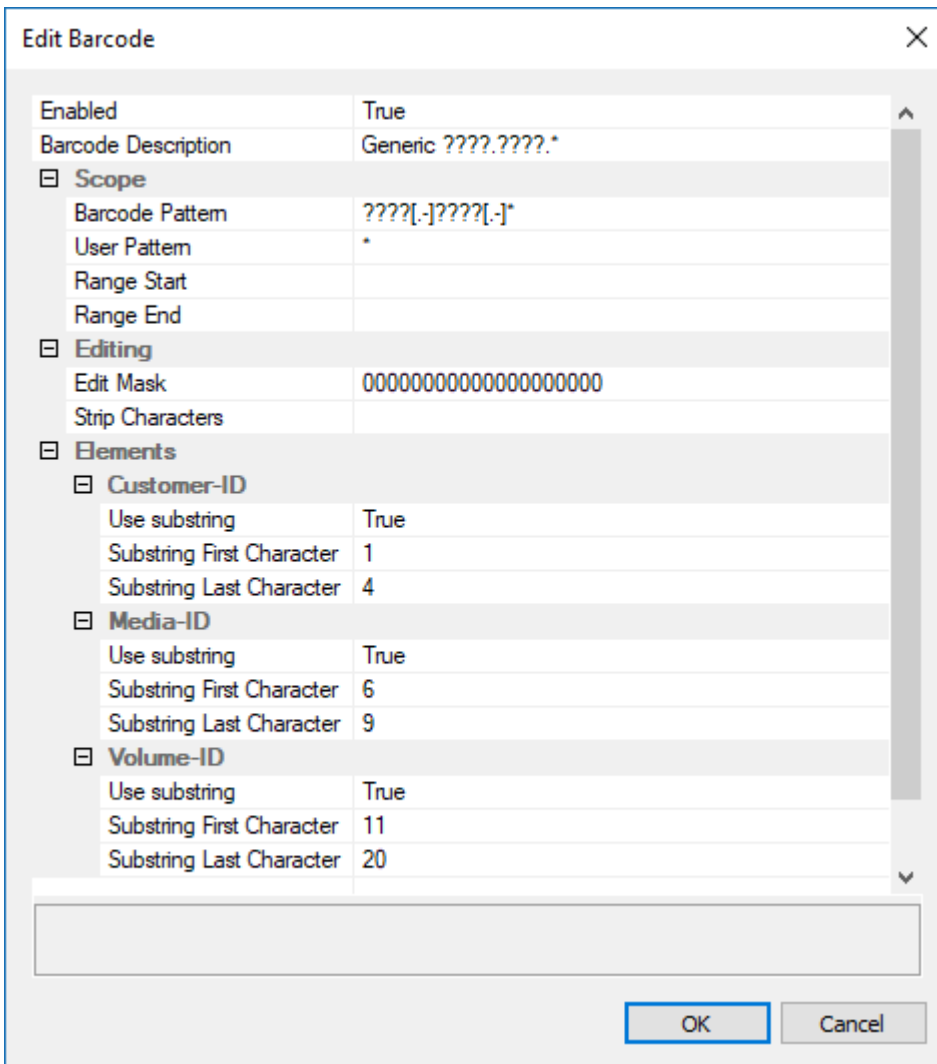 Edit Barcode
Enabled True
Barcode Description Generic ????.????.*
Scope
Barcode Pattern ????[.-]????[.-]*
User Pattern *
Range Start
Range End
Editing
Edit Mask 00000000000000000000
Strip Characters
Elements
Customer-ID
Use substring True
Substring First Character 1
Substring Last Character 4
Media-ID
Use substring True
Substring First Character 6
Substring Last Character 9
Volume-ID
Use substring True
Substring First Character 11
Substring Last Character 20
OK Cancel